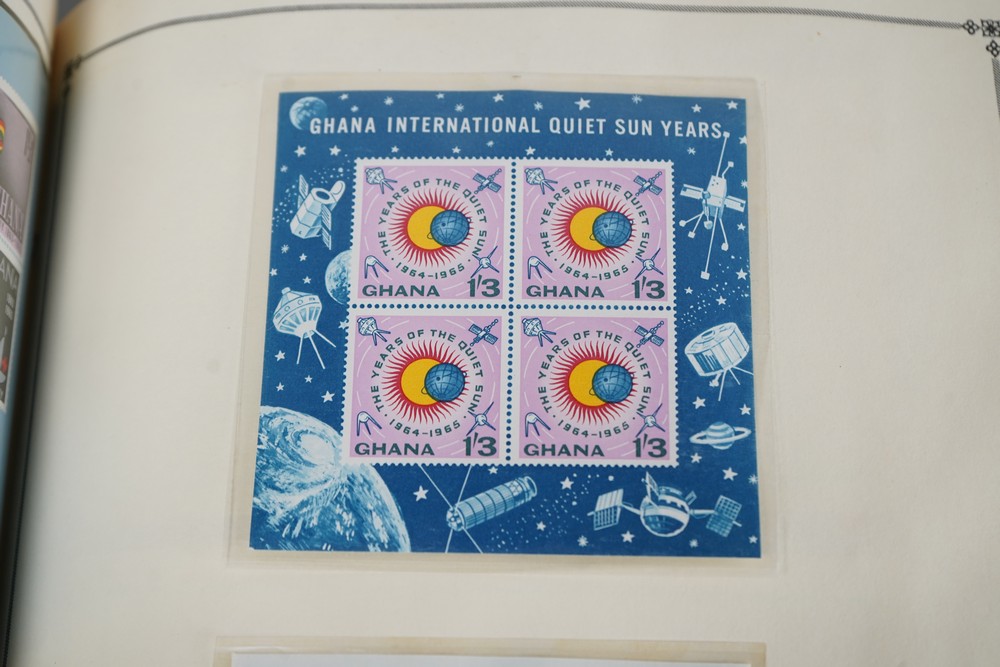 GHANA INTERNATIONAL QUIET SUN YEARS
THE YEARS OF THE QUIET SUN
1964-1965
GHANA 1/3
THE YEARS OF THE QUIET SUN
1964-1965
GHANA 1/3
THE YEARS OF THE QUIET SUN
1964-1965
GHANA 1/3
THE YEARS OF THE QUIET SUN
1964-1965
GHANA 1/3